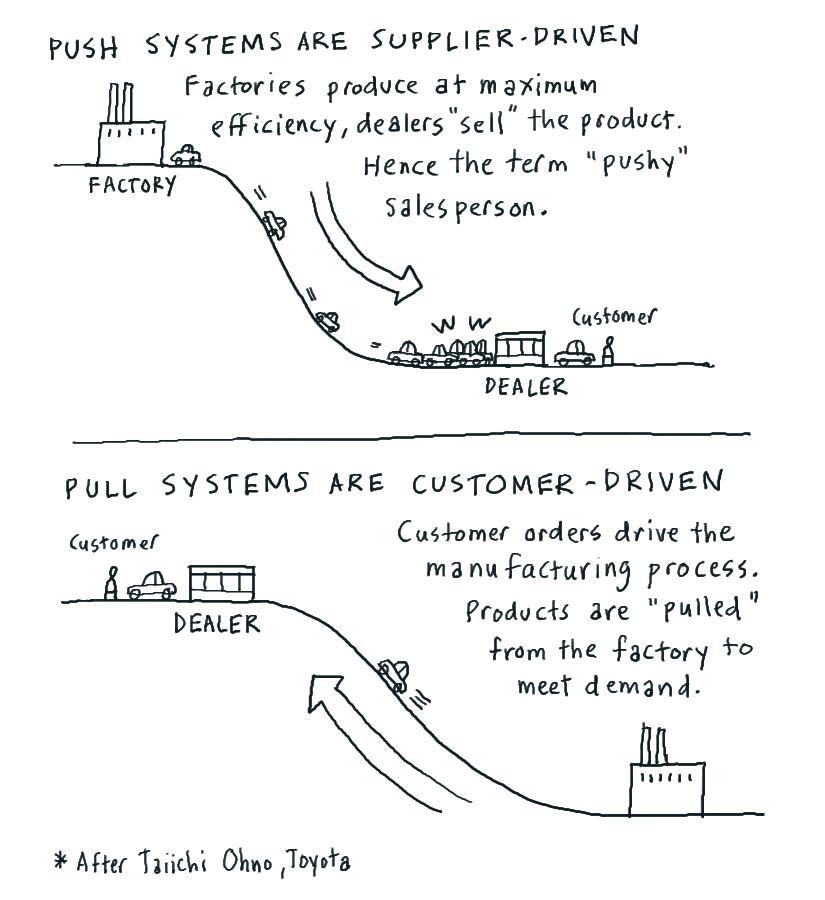 PUSH SYSTEMS ARE SUPPLIER-DRIVEN
Factories produce at maximum
efficiency, dealers "sell" the product.
Hence the term "pushy"
salesperson.
FACTORY
Customer
DEALER
PULL SYSTEMS ARE CUSTOMER-DRIVEN
Customer
Customer orders drive the
manufacturing process.
Products are "pulled"
from the factory to
meet demand.
DEALER
* After Taiichi Ohno, Toyota